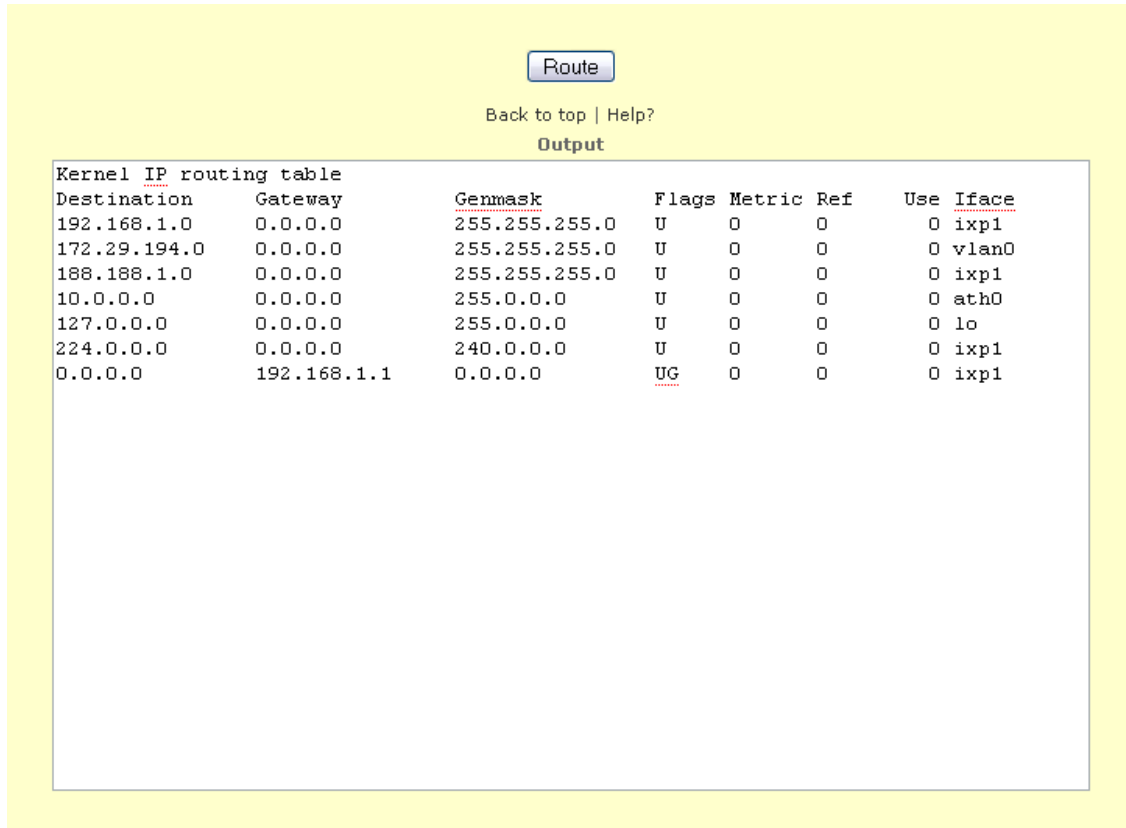 Route
Back to top | Help?
Output
Kernel IP routing table
Destination Gateway Genmask Flags Metric Ref Use Iface
192.168.1.0 0.0.0.0 255.255.255.0 U 0 0 0 ixp1
172.29.194.0 0.0.0.0 255.255.255.0 U 0 0 0 vlan0
188.188.1.0 0.0.0.0 255.255.255.0 U 0 0 0 ixp1
10.0.0.0 0.0.0.0 255.0.0.0 U 0 0 0 ath0
127.0.0.0 0.0.0.0 255.0.0.0 U 0 0 0 lo
224.0.0.0 0.0.0.0 240.0.0.0 U 0 0 0 ixp1
0.0.0.0 192.168.1.1 0.0.0.0 UG 0 0 0 ixp1